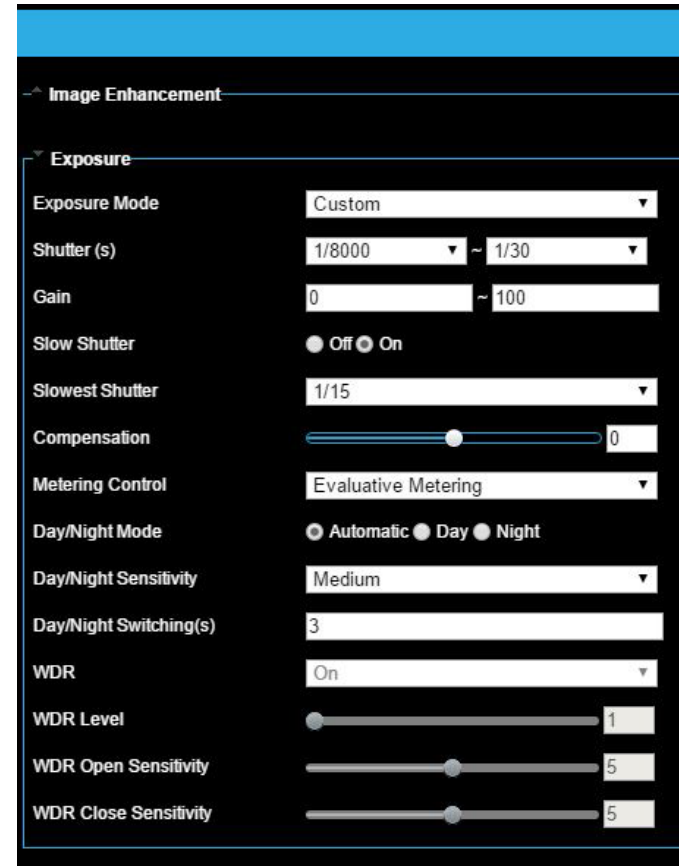 Image Enhancement
Exposure
Exposure Mode Custom
Shutter (s) 1/8000 ~ 1/30
Gain 0 ~ 100
Slow Shutter Off On
Slowest Shutter 1/15
Compensation 0
Metering Control Evaluative Metering
Day/Night Mode Automatic Day Night
Day/Night Sensitivity Medium
Day/Night Switching(s) 3
WDR On
WDR Level 1
WDR Open Sensitivity 5
WDR Close Sensitivity 5